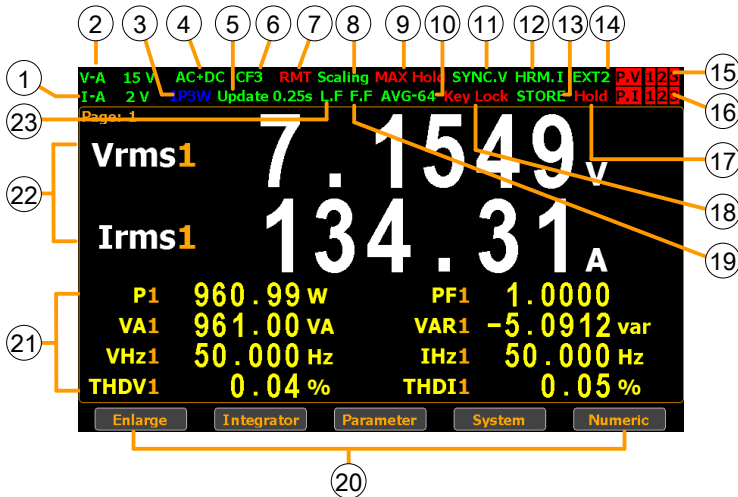 2 3 4 5 6 7 8 9 10 11 12 13 14
V-A 15 V AC+DC CF3 RMT Scaling MAX Hold SYNC.V HRM.I EXT2 P.V 1 2 3 15
1 I-A 2 V 1P3W Update 0.25s L.F F.F AVG-64 Key Lock STORE Hold P.I 1 2 3 16
23 Page: 1 17
22 Vrms1 7.1549 V
18
Irms1 134.31 A
19
P1 960.99 W PF1 1.0000
VA1 961.00 VA VAR1 -5.0912 var
21
VHz1 50.000 Hz IHz1 50.000 Hz
THDV1 0.04 % THDI1 0.05 %
Enlarge Integrator Parameter System Numeric
20